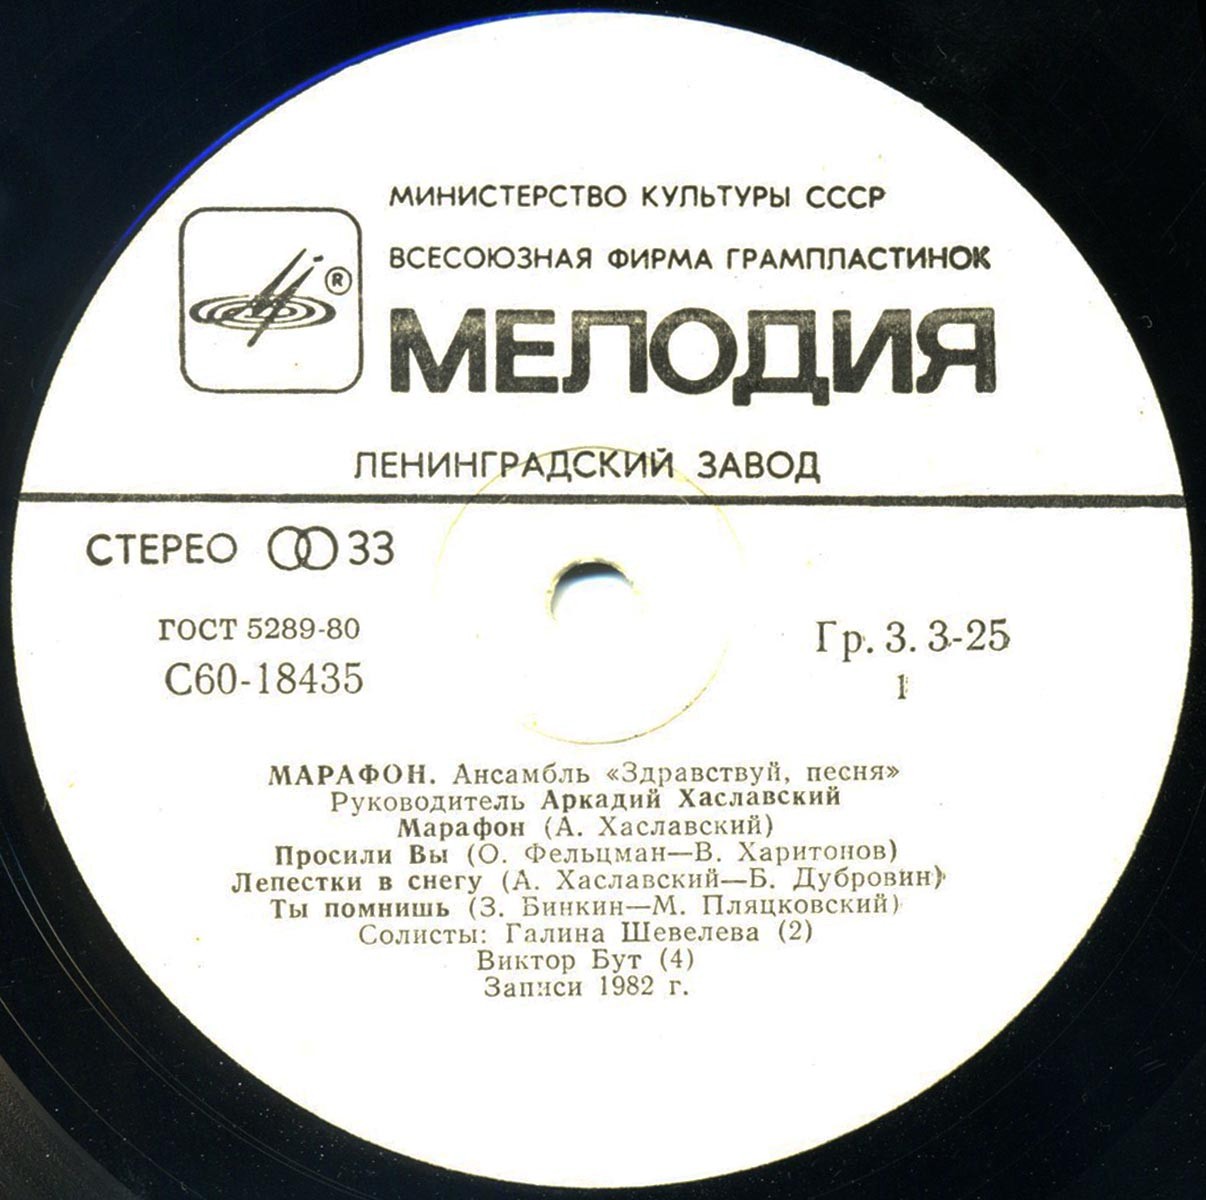 МИНИСТЕРСТВО КУЛЬТУРЫ СССР
ВСЕСОЮЗНАЯ ФИРМА ГРАМПЛАСТИНОК
®
МЕЛОДИЯ
ЛЕНИНГРАДСКИЙ ЗАВОД
СТЕРЕО 33
ГОСТ 5289-80
С60-18435
Гр. 3. 3-25
1
МАРАФОН. Ансамбль «Здравствуй, песня»
Руководитель Аркадий Хаславский
Марафон (А. Хаславский)
Просили Вы (О. Фельцман—В. Харитонов)
Лепестки в снегу (А. Хаславский—Б. Дубровин)
Ты помнишь (З. Бинкин—М. Пляцковский)
Солисты: Галина Шевелева (2)
Виктор Бут (4)
Записи 1982 г.